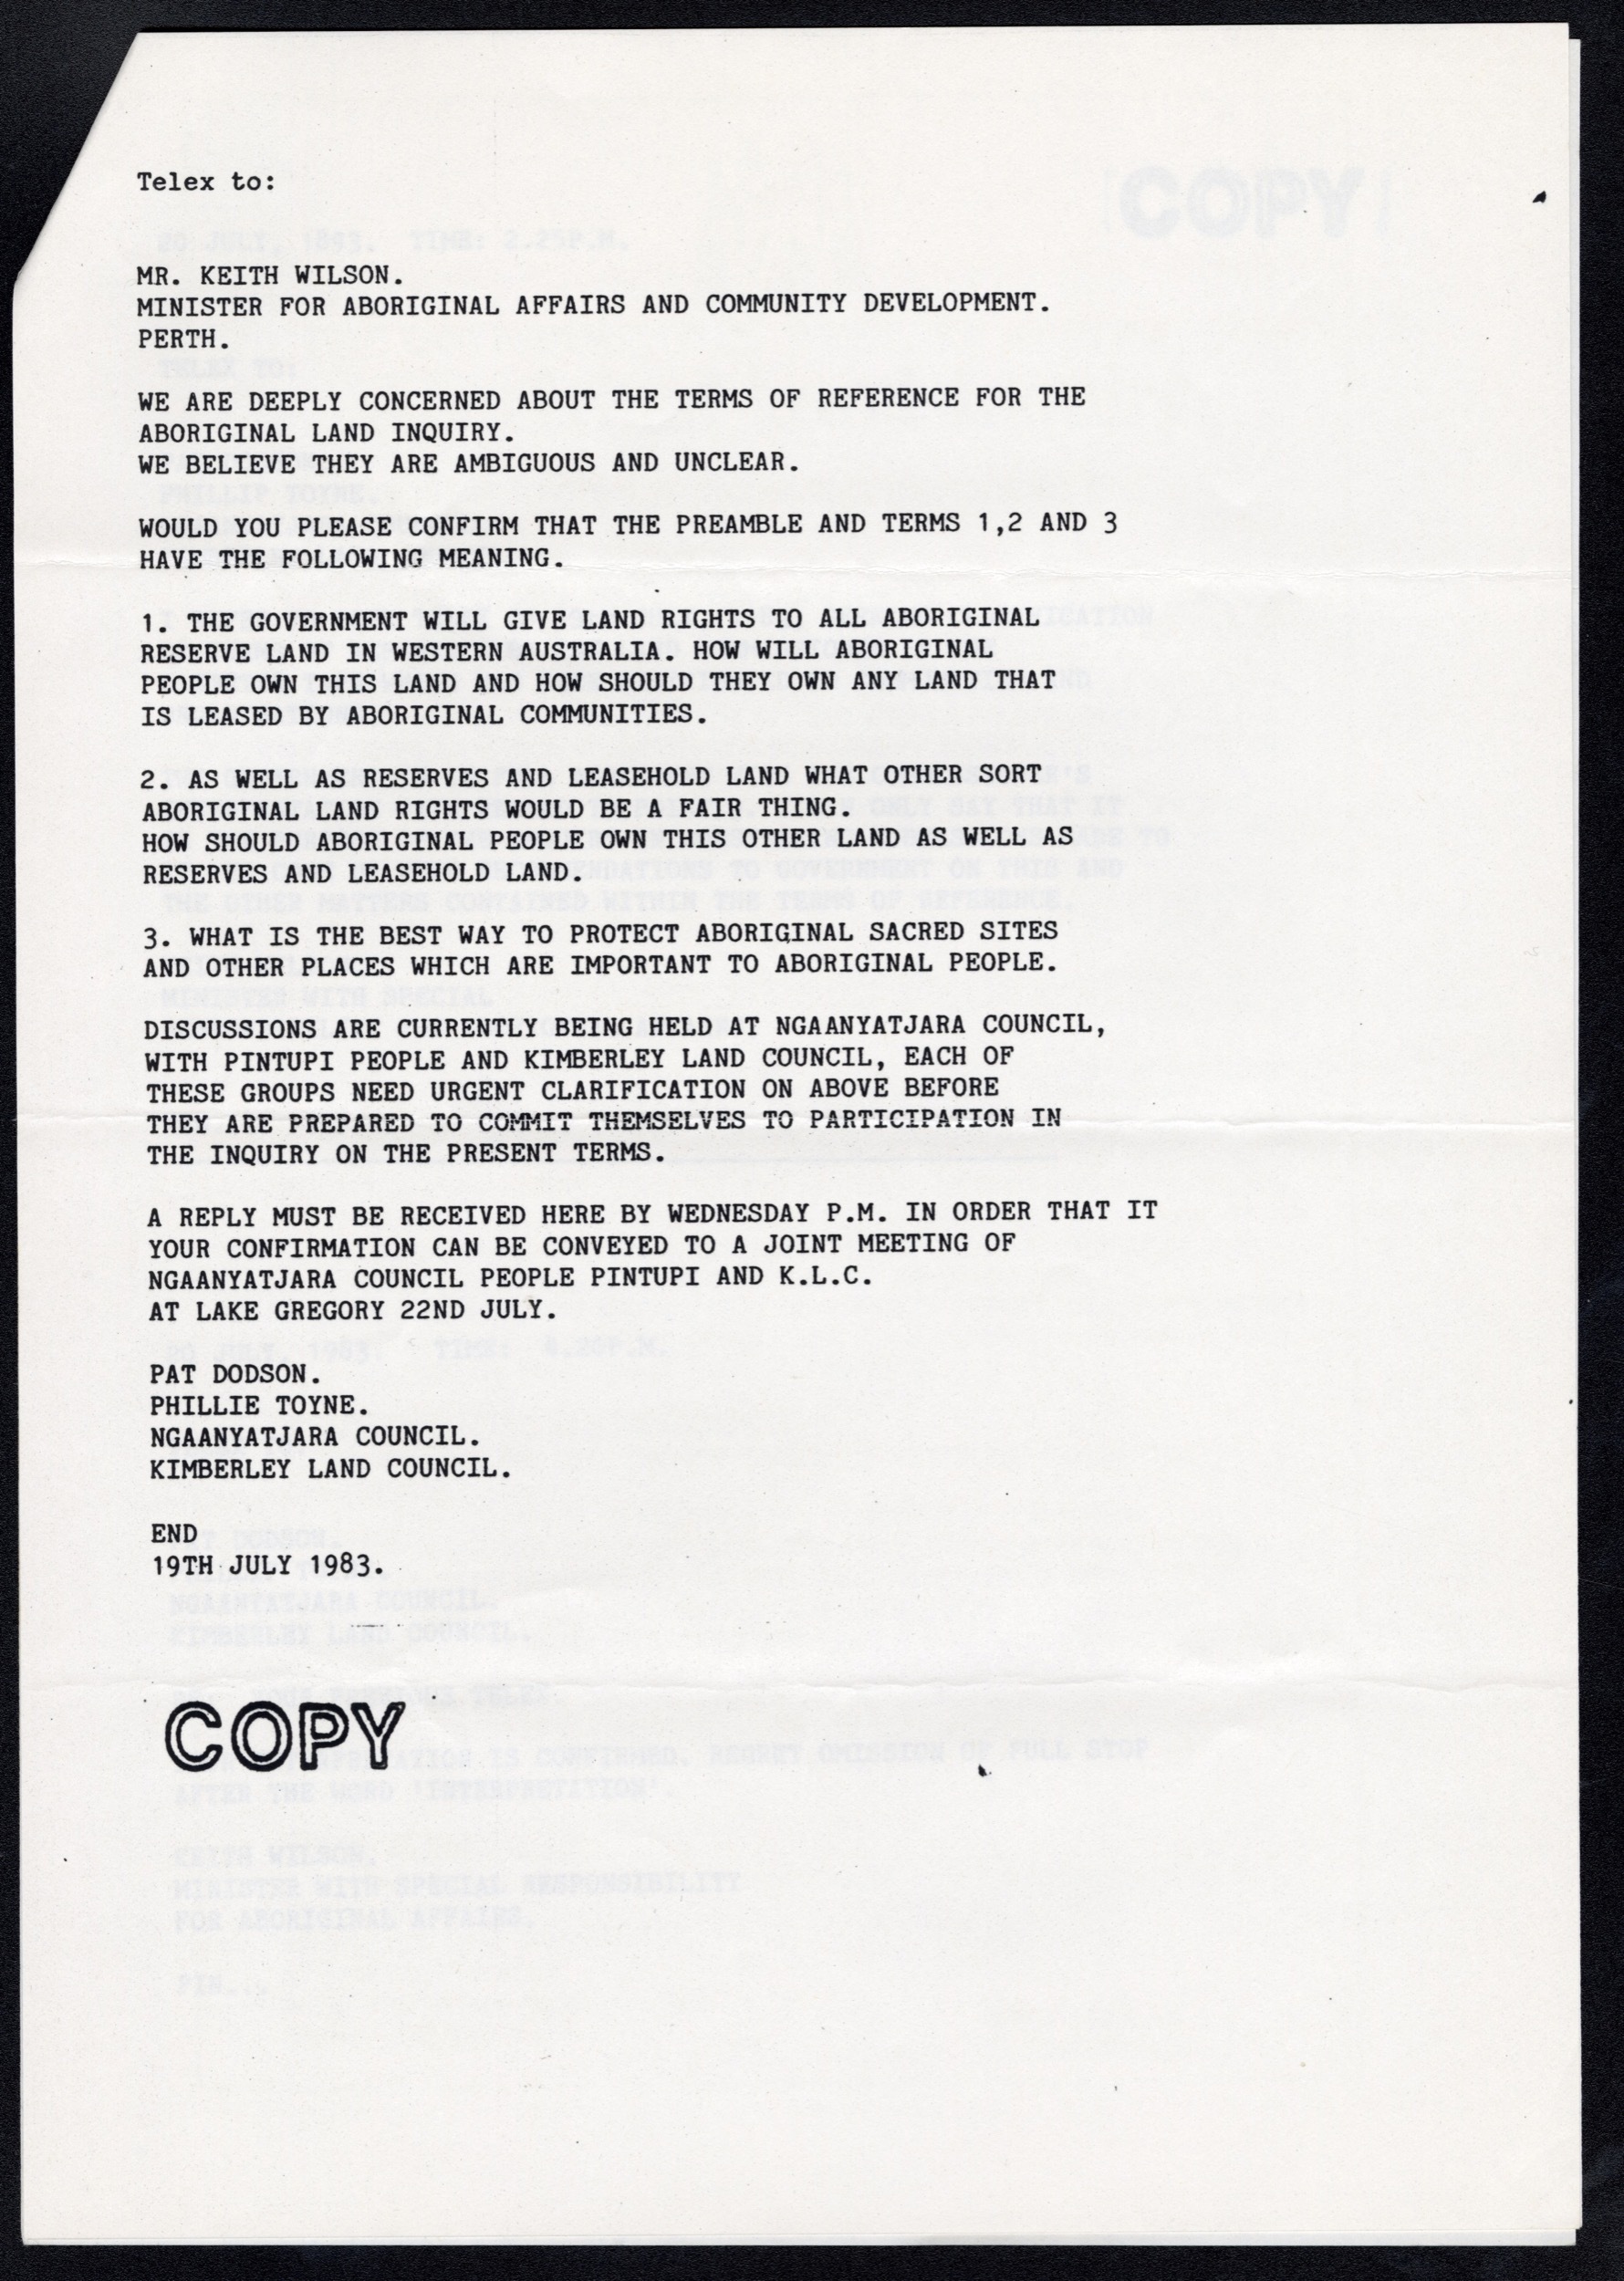 Telex to:
MR. KEITH WILSON.
MINISTER FOR ABORIGINAL AFFAIRS AND COMMUNITY DEVELOPMENT.
PERTH.
WE ARE DEEPLY CONCERNED ABOUT THE TERMS OF REFERENCE FOR THE
ABORIGINAL LAND INQUIRY.
WE BELIEVE THEY ARE AMBIGUOUS AND UNCLEAR.
WOULD YOU PLEASE CONFIRM THAT THE PREAMBLE AND TERMS 1,2 AND 3
HAVE THE FOLLOWING MEANING.
1. THE GOVERNMENT WILL GIVE LAND RIGHTS TO ALL ABORIGINAL
RESERVE LAND IN WESTERN AUSTRALIA. HOW WILL ABORIGINAL
PEOPLE OWN THIS LAND AND HOW SHOULD THEY OWN ANY LAND THAT
IS LEASED BY ABORIGINAL COMMUNITIES.
2. AS WELL AS RESERVES AND LEASEHOLD LAND WHAT OTHER SORT
ABORIGINAL LAND RIGHTS WOULD BE A FAIR THING.
HOW SHOULD ABORIGINAL PEOPLE OWN THIS OTHER LAND AS WELL AS
RESERVES AND LEASEHOLD LAND.
3. WHAT IS THE BEST WAY TO PROTECT ABORIGINAL SACRED SITES
AND OTHER PLACES WHICH ARE IMPORTANT TO ABORIGINAL PEOPLE.
DISCUSSIONS ARE CURRENTLY BEING HELD AT NGAANYATJARA COUNCIL,
WITH PINTUPI PEOPLE AND KIMBERLEY LAND COUNCIL, EACH OF
THESE GROUPS NEED URGENT CLARIFICATION ON ABOVE BEFORE
THEY ARE PREPARED TO COMMIT THEMSELVES TO PARTICIPATION IN
THE INQUIRY ON THE PRESENT TERMS.
A REPLY MUST BE RECEIVED HERE BY WEDNESDAY P.M. IN ORDER THAT IT
YOUR CONFIRMATION CAN BE CONVEYED TO A JOINT MEETING OF
NGAANYATJARA COUNCIL PEOPLE PINTUPI AND K.L.C.
AT LAKE GREGORY 22ND JULY.
PAT DODSON.
PHILLIE TOYNE.
NGAANYATJARA COUNCIL.
KIMBERLEY LAND COUNCIL.
END
19TH JULY 1983.
COPY